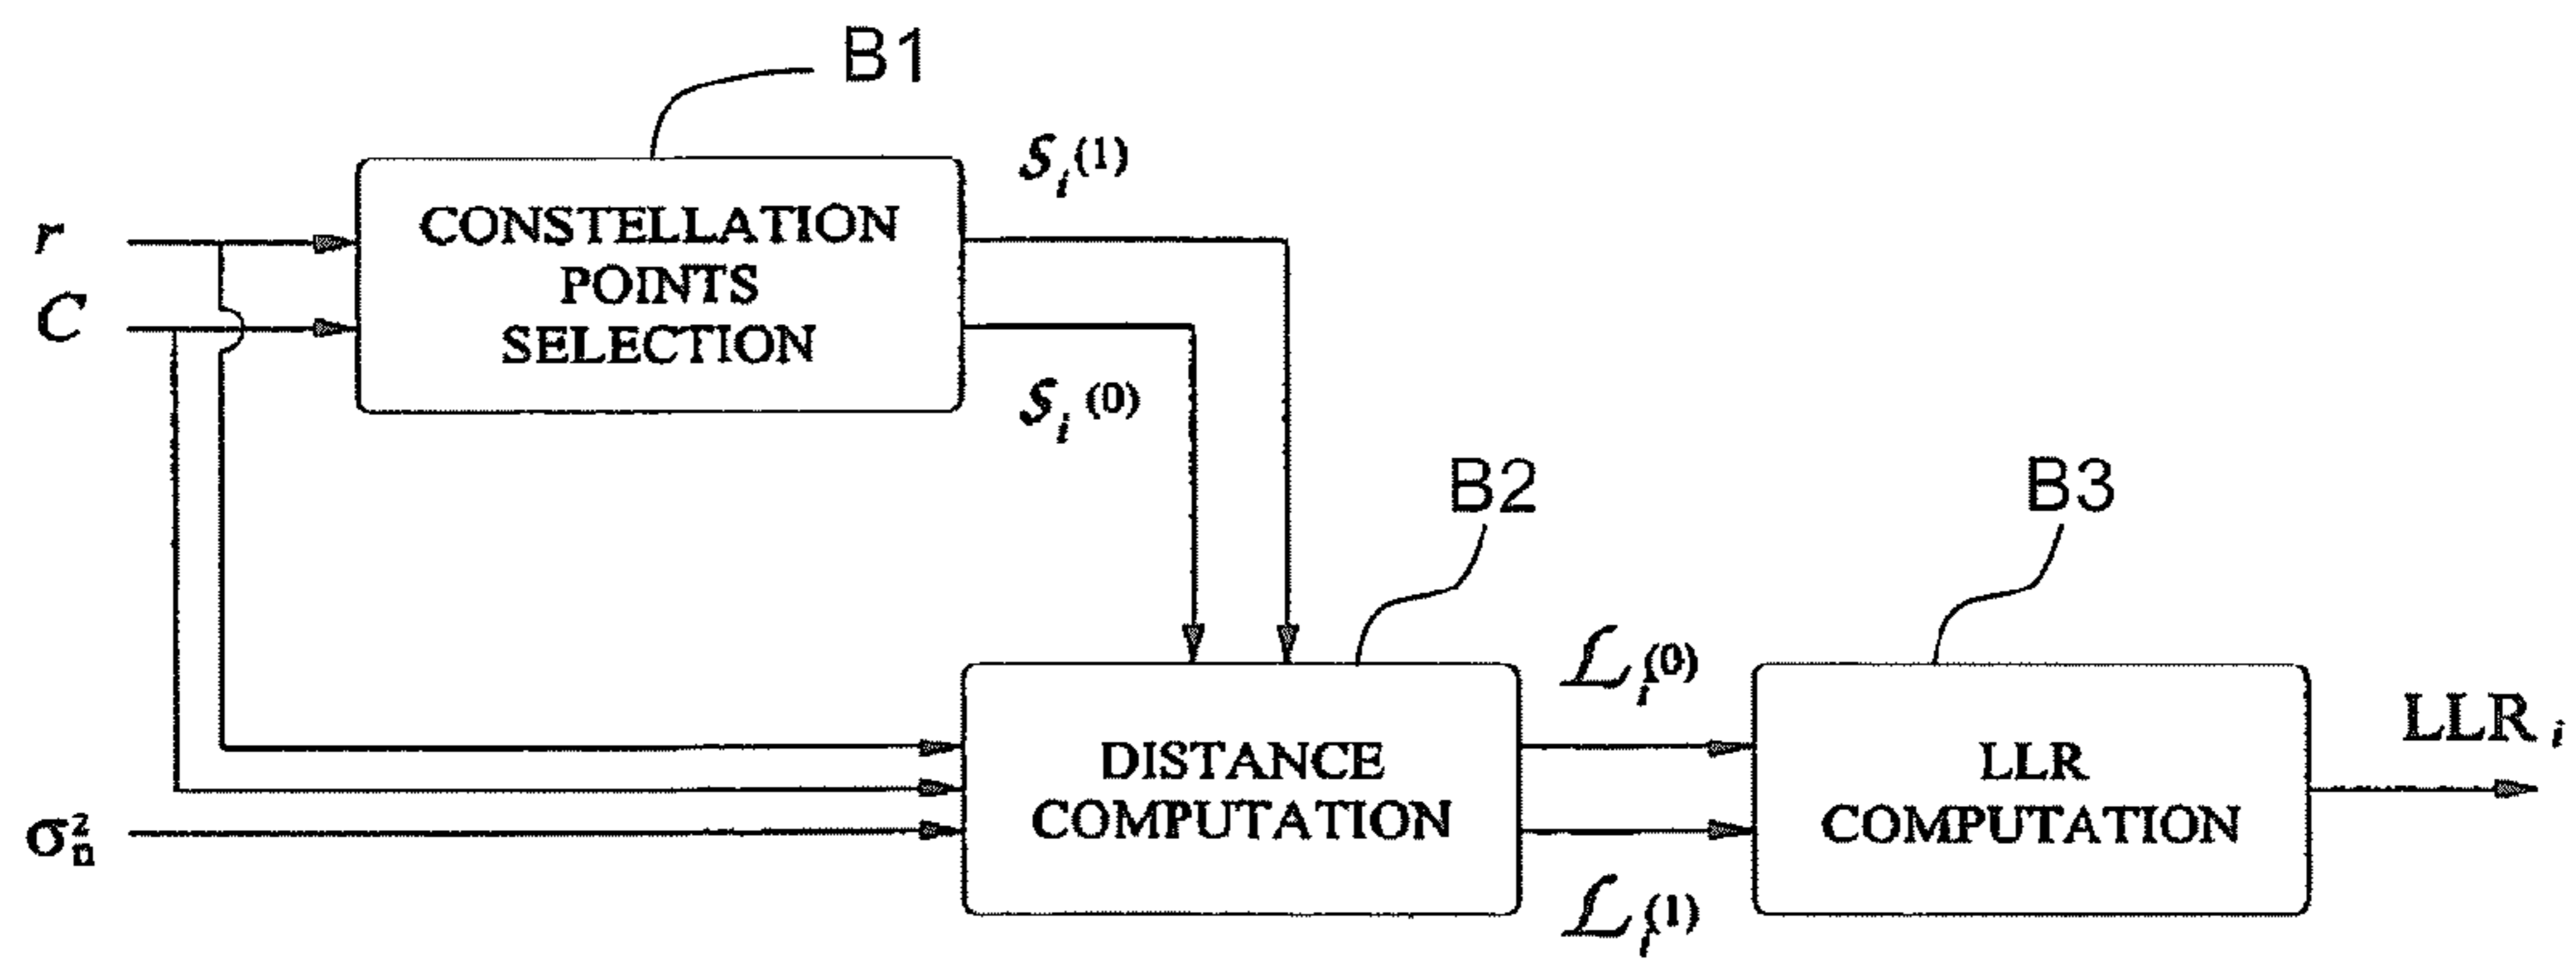 B1
S_i^(1)
r
CONSTELLATION
POINTS
SELECTION
C
S_i^(0)
B2
B3
ℒ_i^(0)
LLR_i
DISTANCE
COMPUTATION
LLR
COMPUTATION
σ_n^2
ℒ_i^(1)